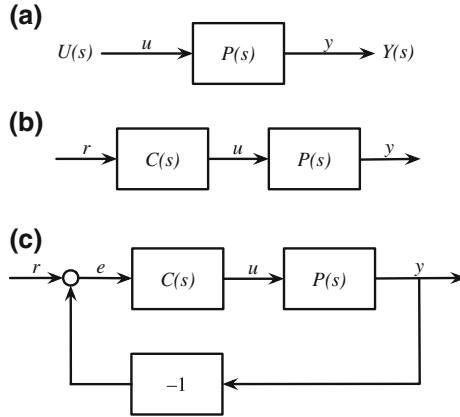 (a)
U(s) u P(s) y Y(s)
(b)
r C(s) u P(s) y
(c)
r e C(s) u P(s) y
–1